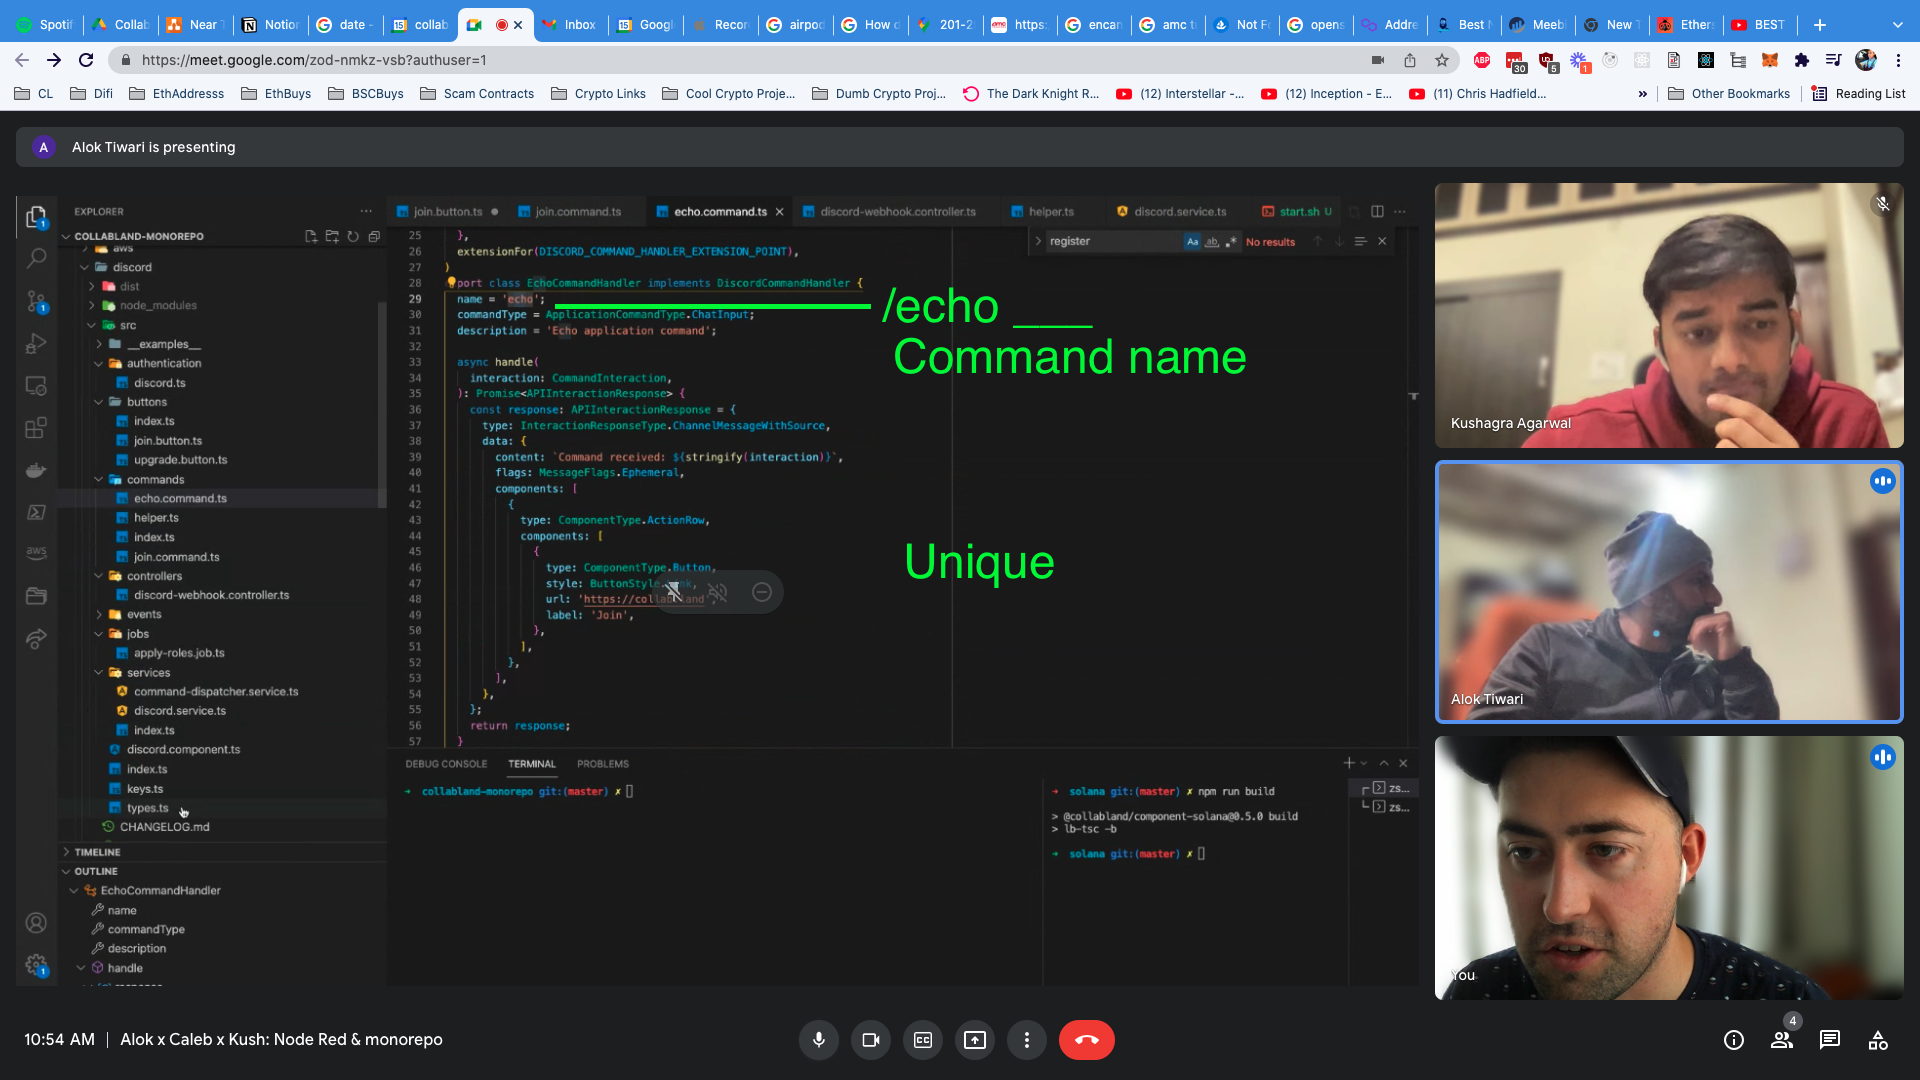 Spotif
Collab
Near T
Notion
date -
collab
Inbox
Googl
Recor
airpod
How d
201-2
https:
encan
amc t
Not Fo
opens
Addre
Best N
Meebi
New T
Ethers
BEST
https://meet.google.com/zod-nmkz-vsb?authuser=1
ABP
30
5
1
CL
Difi
EthAddresss
EthBuys
BSCBuys
Scam Contracts
Crypto Links
Cool Crypto Proje...
Dumb Crypto Proj...
The Dark Knight R...
(12) Interstellar -...
(12) Inception - E...
(11) Chris Hadfield...
»
Other Bookmarks
Reading List
A
Alok Tiwari is presenting
EXPLORER
COLLABLAND-MONOREPO
aws
discord
dist
node_modules
src
__examples__
authentication
discord.ts
buttons
index.ts
join.button.ts
upgrade.button.ts
commands
echo.command.ts
helper.ts
index.ts
join.command.ts
controllers
discord-webhook.controller.ts
events
jobs
apply-roles.job.ts
services
command-dispatcher.service.ts
discord.service.ts
index.ts
discord.component.ts
index.ts
keys.ts
types.ts
CHANGELOG.md
TIMELINE
OUTLINE
EchoCommandHandler
name
commandType
description
handle
join.button.ts
join.command.ts
echo.command.ts
discord-webhook.controller.ts
helper.ts
discord.service.ts
start.sh U
register
Aa
ab
No results
25 },
26 extensionFor(DISCORD_COMMAND_HANDLER_EXTENSION_POINT),
27 )
28 port class EchoCommandHandler implements DiscordCommandHandler {
29 name = 'echo';
30 commandType = ApplicationCommandType.ChatInput;
31 description = 'Echo application command';
32
33 async handle(
34 interaction: CommandInteraction,
35 ): Promise<APIInteractionResponse> {
36 const response: APIInteractionResponse = {
37 type: InteractionResponseType.ChannelMessageWithSource,
38 data: {
39 content: `Command received: ${stringify(interaction)}`,
40 flags: MessageFlags.Ephemeral,
41 components: [
42 {
43 type: ComponentType.ActionRow,
44 components: [
45 {
46 type: ComponentType.Button,
47 style: ButtonStyle
48 url: 'https://collab.land
49 label: 'Join',
50 },
51 ],
52 },
53 ],
54 },
55 };
56 return response;
57 }
/echo ___
Command name
Unique
DEBUG CONSOLE
TERMINAL
PROBLEMS
collabland-monorepo git:(master) ✗
solana git:(master) ✗ npm run build
> @collabland/component-solana@0.5.0 build
> lb-tsc -b
solana git:(master) ✗
zs...
zs...
Kushagra Agarwal
Alok Tiwari
You
10:54 AM | Alok x Caleb x Kush: Node Red & monorepo
4